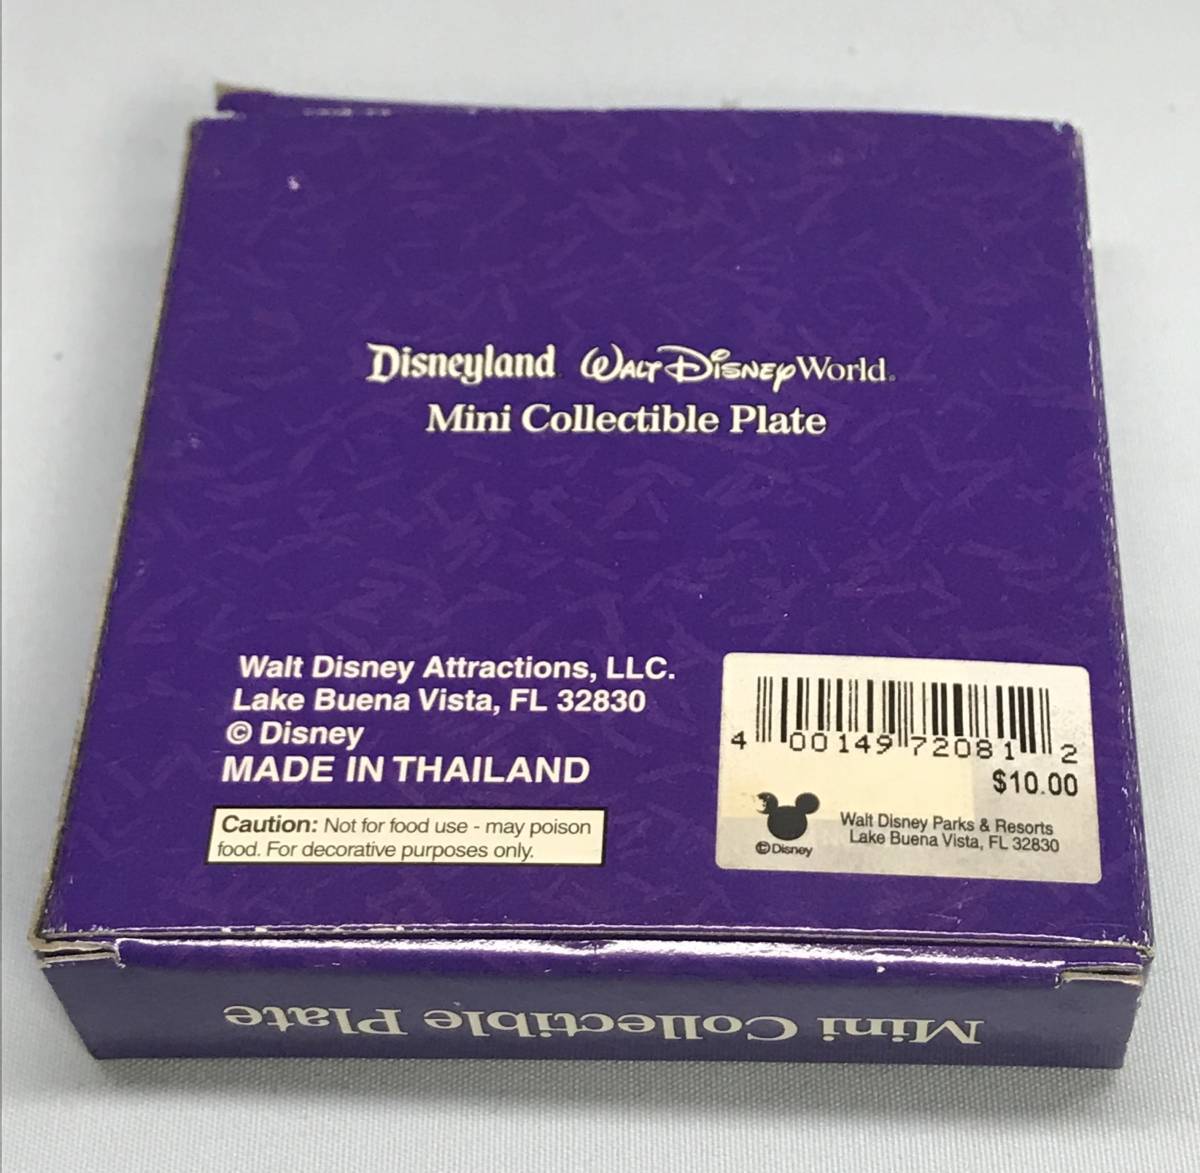 Disneyland Walt Disney World.
Mini Collectible Plate
Walt Disney Attractions, LLC.
Lake Buena Vista, FL 32830
© Disney
MADE IN THAILAND
Caution: Not for food use - may poison
food. For decorative purposes only.
4 00149 72081 2
$10.00
© Disney
Walt Disney Parks & Resorts
Lake Buena Vista, FL 32830
Mini Collectible Plate